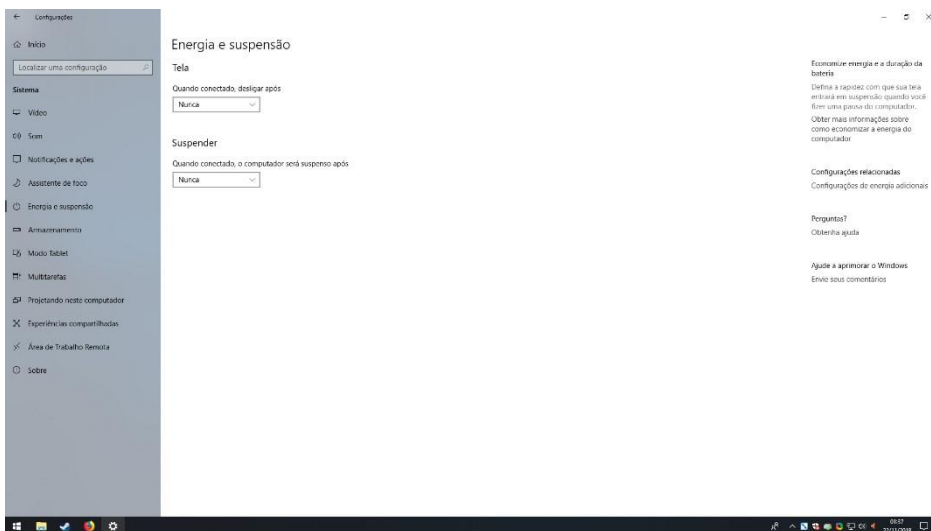 Configurações
Início
Localizar uma configuração
Sistema
Vídeo
Som
Notificações e ações
Assistente de foco
Energia e suspensão
Armazenamento
Modo Tablet
Multitarefas
Projetando neste computador
Experiências compartilhadas
Área de Trabalho Remota
Sobre
Energia e suspensão
Tela
Quando conectado, desligar após
Nunca
Suspender
Quando conectado, o computador será suspenso após
Nunca
Economize energia e a duração da
bateria
Defina a rapidez com que sua tela
entrará em suspensão quando você
fizer uma pausa do computador.
Obter mais informações sobre
como economizar a energia do
computador
Configurações relacionadas
Configurações de energia adicionais
Perguntas?
Obtenha ajuda
Ajude a aprimorar o Windows
Envie seus comentários
08:37